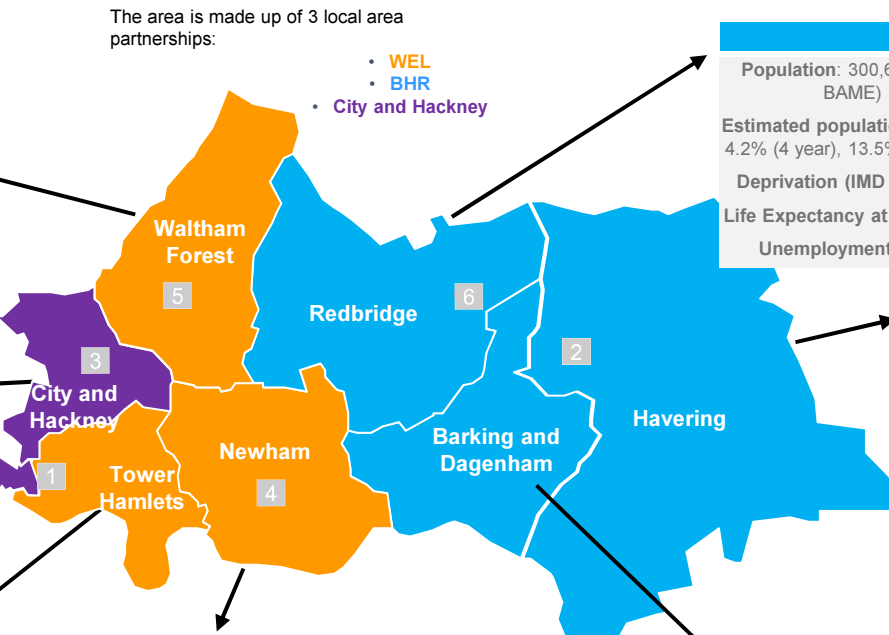 The area is made up of 3 local area
partnerships:
• WEL
• BHR
• City and Hackney
Population: 300,6
BAME)
Estimated populati
4.2% (4 year), 13.5%
Deprivation (IMD
Life Expectancy at
Unemployment
Waltham
Forest
5
Redbridge
6
3
2
City and
Hackney
Havering
Newham
Barking and
Dagenham
1
Tower
Hamlets
4